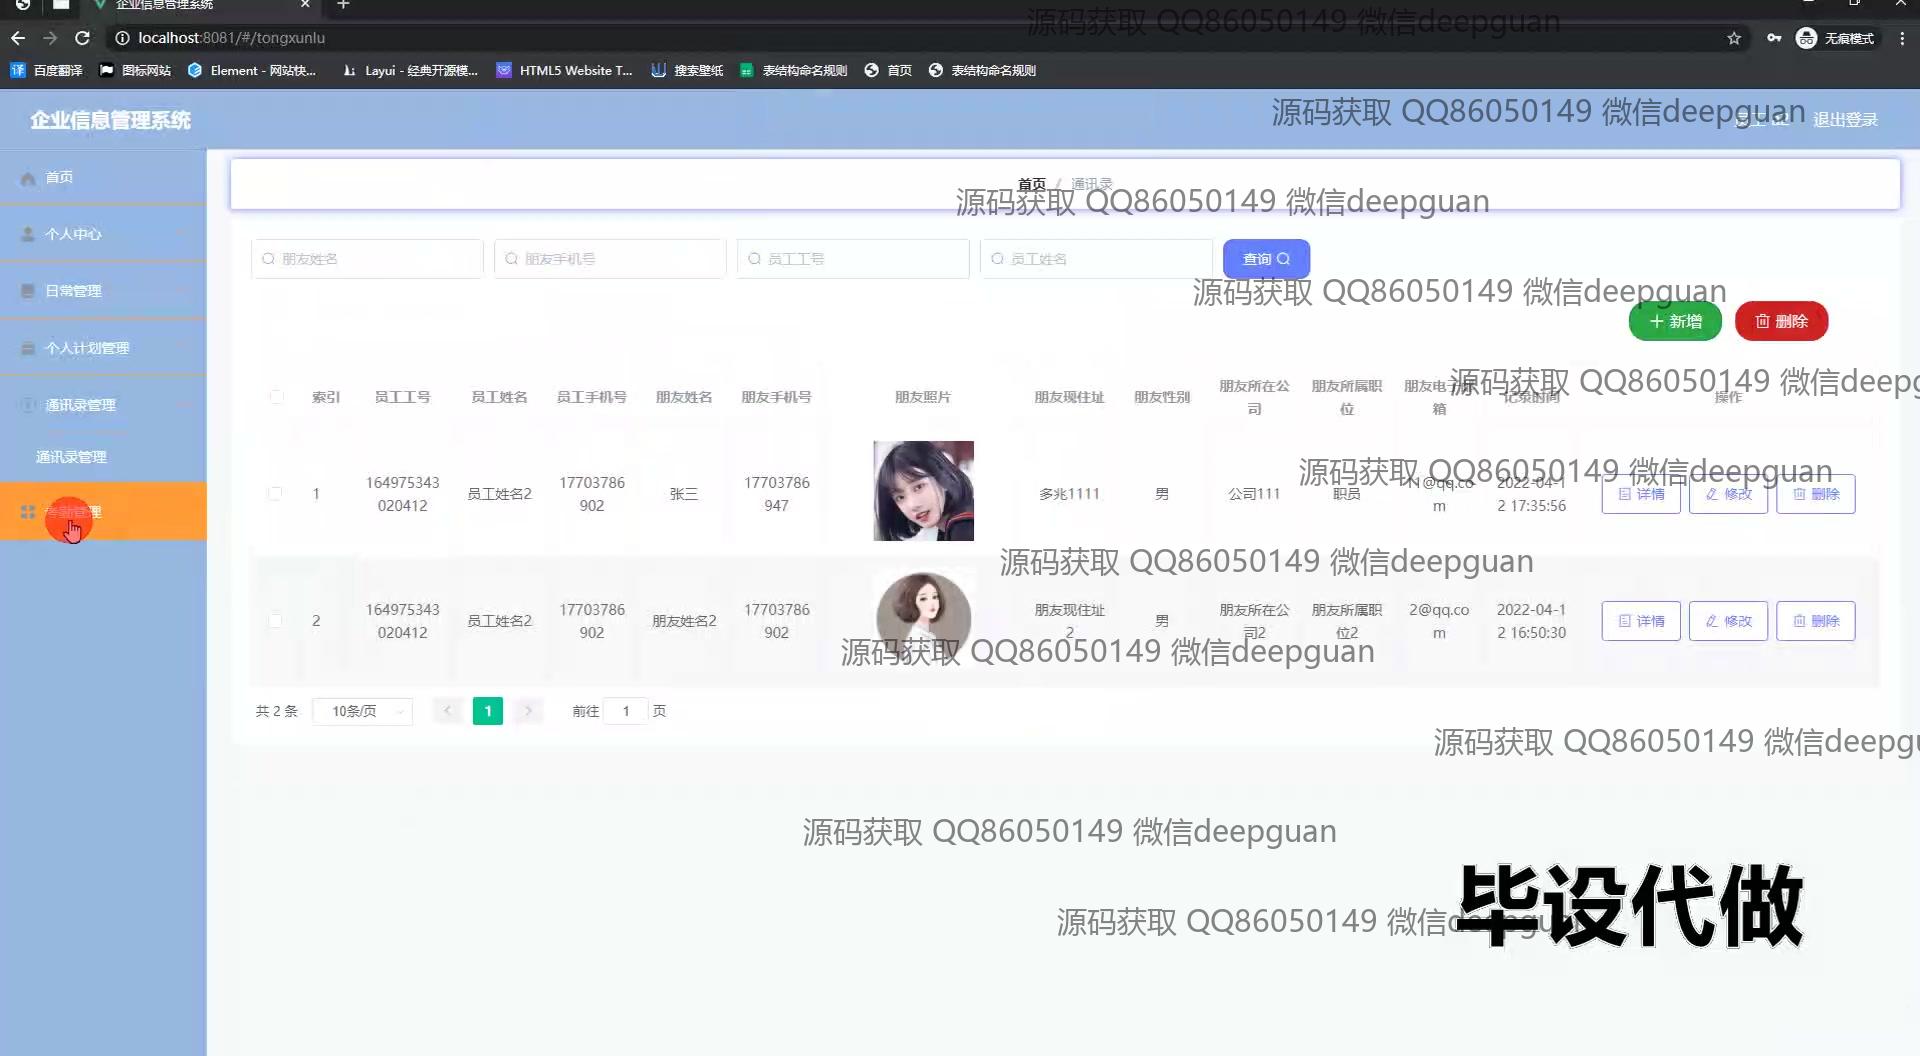 企业信息管理系统
localhost:8081/#/tongxunlu
无痕模式
百度翻译
图标网站
Element - 网站快...
Layui - 经典开源模...
HTML5 Website T...
搜索壁纸
表结构命名规则
首页
表结构命名规则
源码获取 QQ86050149 微信deepguan
企业信息管理系统
源码获取 QQ86050149 微信deepguan
退出登录
首页
个人中心
日常管理
个人计划管理
通讯录管理
通讯录管理
首页 / 通讯录
源码获取 QQ86050149 微信deepguan
朋友姓名
朋友手机号
员工工号
员工姓名
查询
源码获取 QQ86050149 微信deepguan
新增
删除
索引 员工工号 员工姓名 员工手机号 朋友姓名 朋友手机号 朋友照片 朋友现住址 朋友性别 朋友所在公司 朋友所属职位 朋友电子邮箱 记录时间 操作
源码获取 QQ86050149 微信deepg
1 164975343020412 员工姓名2 17703786902 张三 17703786947 多兆1111 男 公司111 职员 11@qq.com 2022-04-12 17:35:56 详情 修改 删除
源码获取 QQ86050149 微信deepguan
源码获取 QQ86050149 微信deepguan
2 164975343020412 员工姓名2 17703786902 朋友姓名2 17703786902 朋友现住址2 男 朋友所在公司2 朋友所属职位2 2@qq.com 2022-04-12 16:50:30 详情 修改 删除
源码获取 QQ86050149 微信deepguan
共 2 条 10条/页 1 前往 1 页
源码获取 QQ86050149 微信deepgu
源码获取 QQ86050149 微信deepguan
源码获取 QQ86050149 微信deepguan
毕设代做